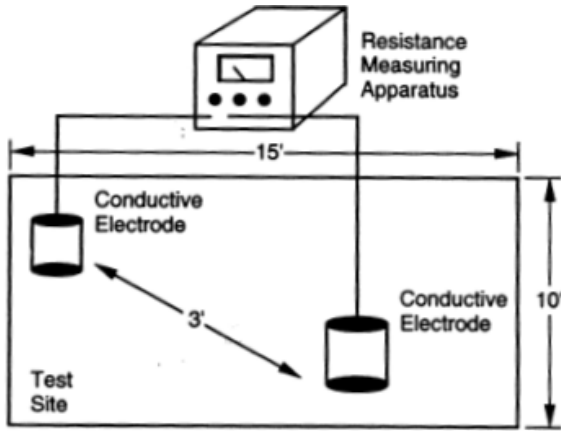 Resistance
Measuring
Apparatus
15'
Conductive
Electrode
3'
Conductive
Electrode
10'
Test
Site